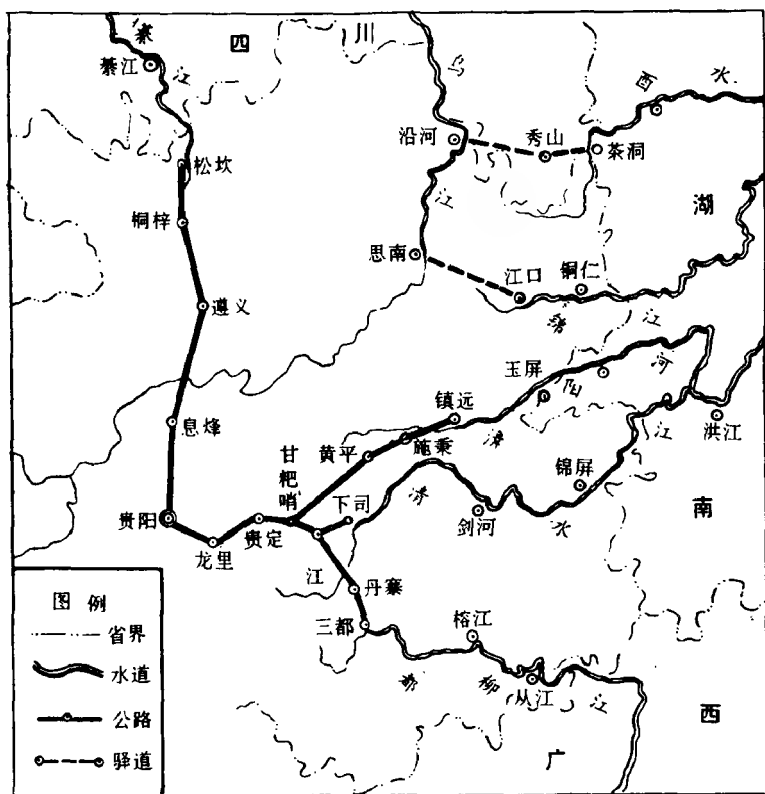 四川
綦江
綦江
乌江
酉水
沿河
秀山
茶洞
松坎
铜梓
湖南
思南
江口
铜仁
锦江
遵义
玉屏
㵲阳河
镇远
息烽
黄平
施秉
甘粑哨
洪江
锦屏
清水江
下司
贵阳
贵定
龙里
剑河
丹寨
三都
榕江
都柳江
从江
广西
图例
省界
水道
公路
驿道